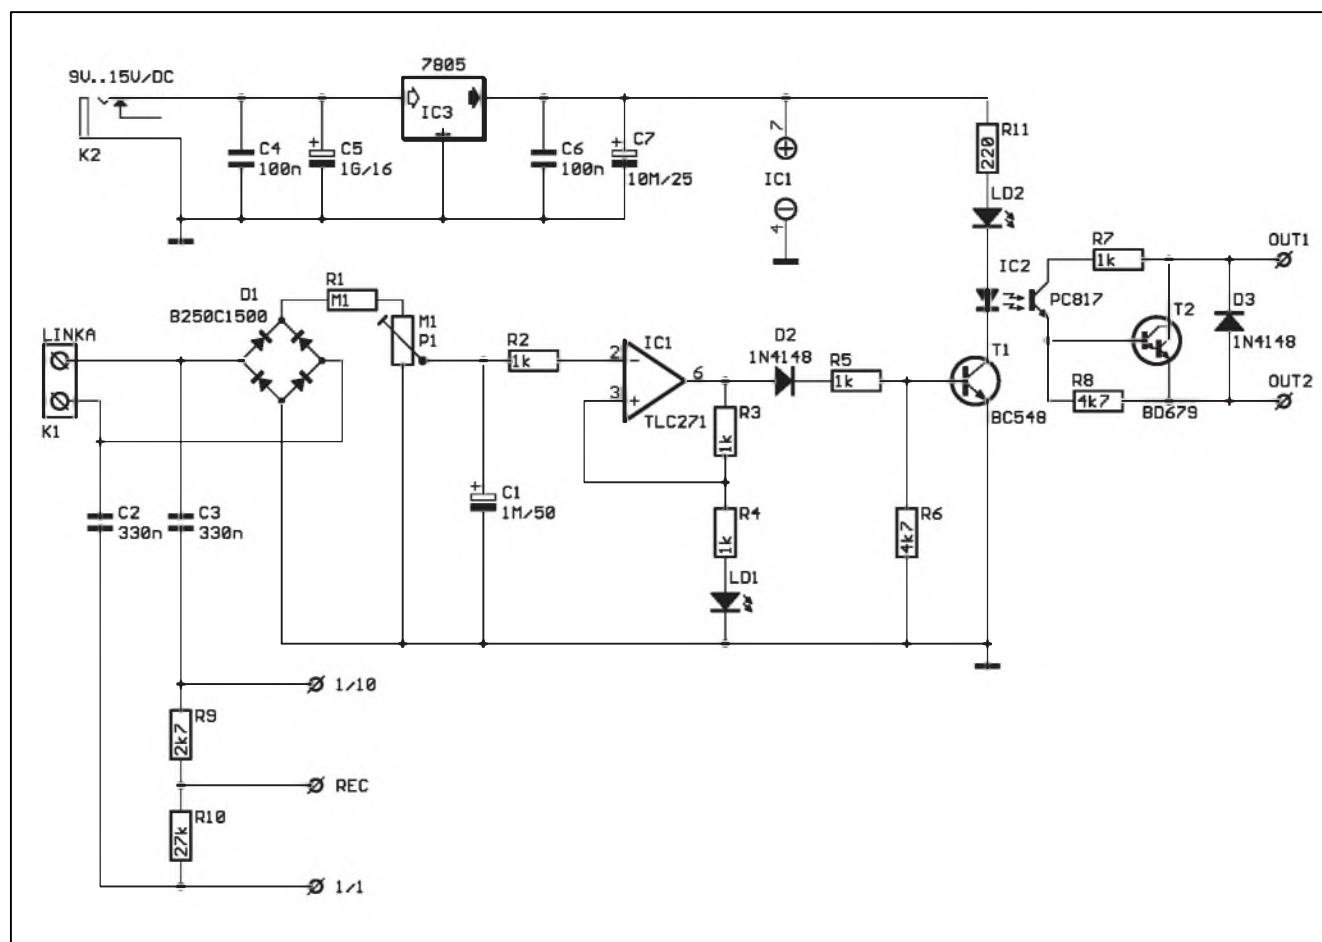 9V..15V/DC
K2
C4
100n
C5
1G/16
7805
IC3
C6
100n
C7
10M/25
7
IC1
4
R11
220
LD2
IC2
PC817
R7
1k
OUT1
T2
D3
1N4148
R8
4k7
BD679
OUT2
LINKA
K1
D1
B250C1500
R1
M1
M1
P1
R2
1k
2
3
IC1
6
TLC271
D2
1N4148
R5
1k
T1
BC548
R3
1k
C1
1M/50
R4
1k
LD1
R6
4k7
C2
330n
C3
330n
1/10
R9
2k7
REC
R10
27k
1/1